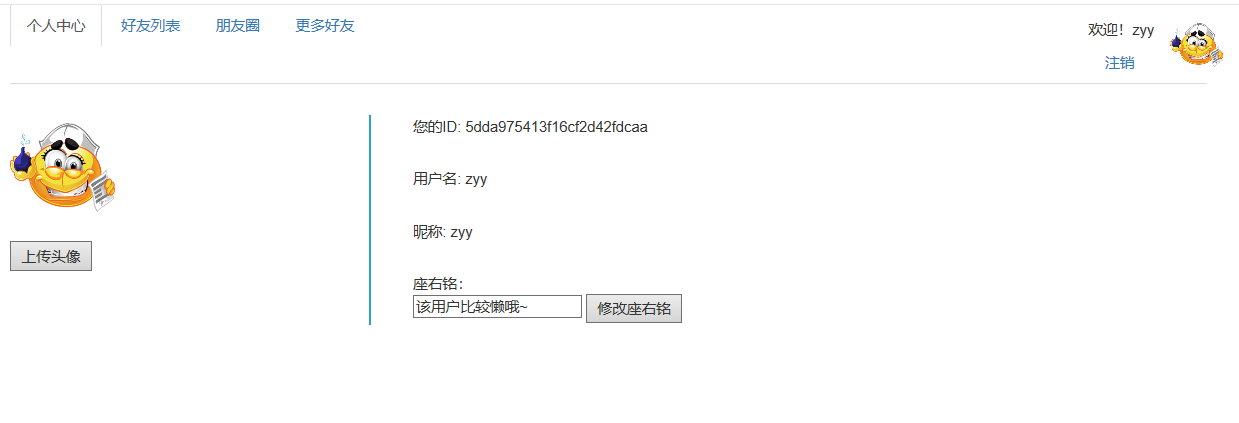 个人中心 好友列表 朋友圈 更多好友
欢迎！zyy
注销
您的ID: 5dda975413f16cf2d42fdcaa
用户名: zyy
昵称: zyy
上传头像
座右铭：
该用户比较懒哦~ 修改座右铭